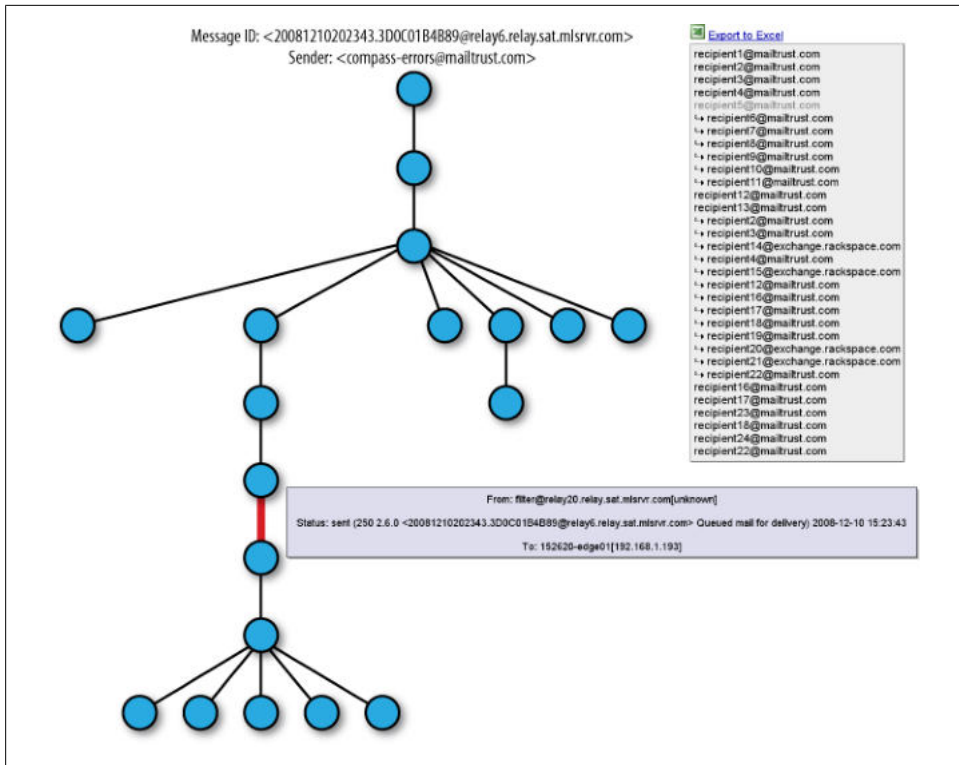 Message ID: <20081210202343.3D0C01B4B89@relay6.relay.sat.mlsrvr.com>
Sender: <compass-errors@mailtrust.com>
Export to Excel
recipient1@mailtrust.com
recipient2@mailtrust.com
recipient3@mailtrust.com
recipient4@mailtrust.com
recipient5@mailtrust.com
↳ recipient6@mailtrust.com
↳ recipient7@mailtrust.com
↳ recipient8@mailtrust.com
↳ recipient9@mailtrust.com
↳ recipient10@mailtrust.com
↳ recipient11@mailtrust.com
recipient12@mailtrust.com
recipient13@mailtrust.com
↳ recipient2@mailtrust.com
↳ recipient3@mailtrust.com
↳ recipient14@exchange.rackspace.com
↳ recipient4@mailtrust.com
↳ recipient15@exchange.rackspace.com
↳ recipient12@mailtrust.com
↳ recipient16@mailtrust.com
↳ recipient17@mailtrust.com
↳ recipient18@mailtrust.com
↳ recipient19@mailtrust.com
↳ recipient20@exchange.rackspace.com
↳ recipient21@exchange.rackspace.com
↳ recipient22@mailtrust.com
recipient16@mailtrust.com
recipient17@mailtrust.com
recipient23@mailtrust.com
recipient18@mailtrust.com
recipient24@mailtrust.com
recipient22@mailtrust.com
From: filter@relay20.relay.sat.mlsrvr.com[unknown]
Status: sent (250 2.6.0 <20081210202343.3D0C01B4B89@relay6.relay.sat.mlsrvr.com> Queued mail for delivery) 2008-12-10 15:23:43
To: 152620-edge01[192.168.1.193]